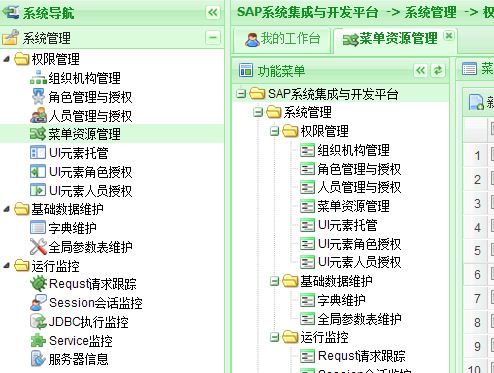 系统导航
系统管理
权限管理
组织机构管理
角色管理与授权
人员管理与授权
菜单资源管理
UI元素托管
UI元素角色授权
UI元素人员授权
基础数据维护
字典维护
全局参数表维护
运行监控
Requst请求跟踪
Session会话监控
JDBC执行监控
Service监控
服务器信息
SAP系统集成与开发平台 -> 系统管理 -> 权
我的工作台
菜单资源管理
功能菜单
SAP系统集成与开发平台
系统管理
权限管理
组织机构管理
角色管理与授权
人员管理与授权
菜单资源管理
UI元素托管
UI元素角色授权
UI元素人员授权
基础数据维护
字典维护
全局参数表维护
运行监控
Requst请求跟踪
Session会话监控
菜
1
2
3
4
5
6
7
8
9
10